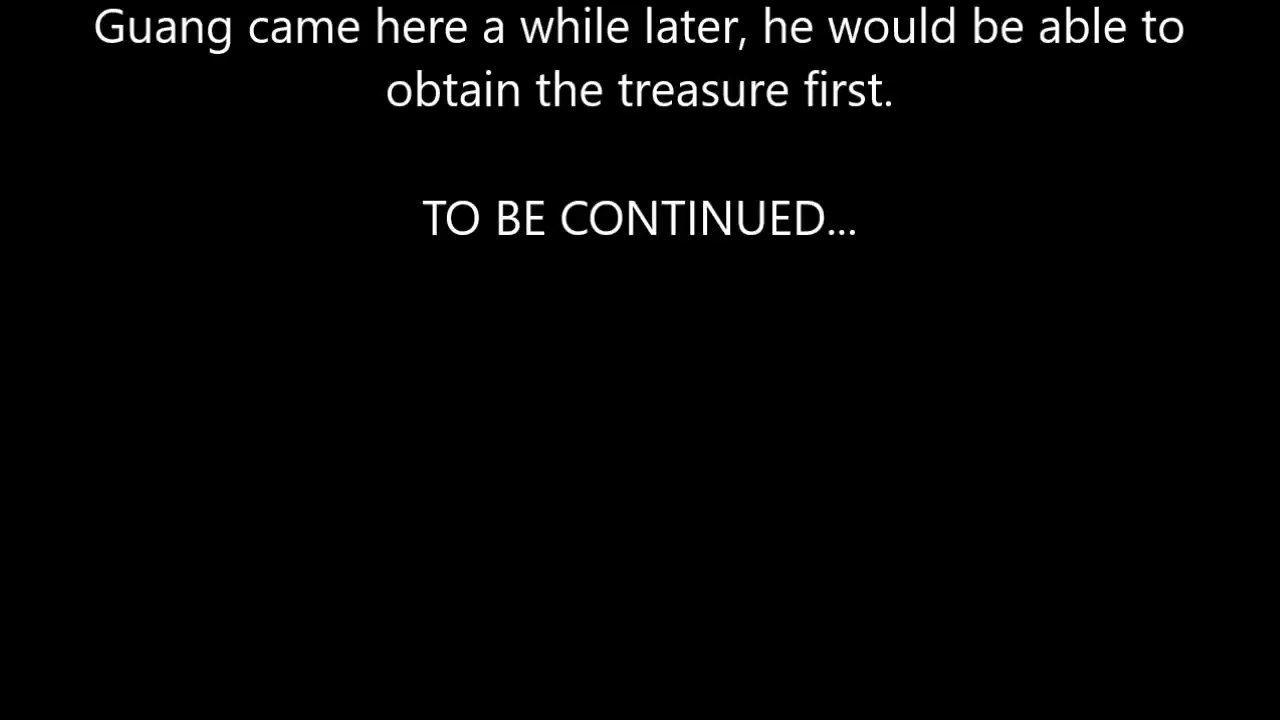 Guang came here a while later, he would be able to
obtain the treasure first.
TO BE CONTINUED...